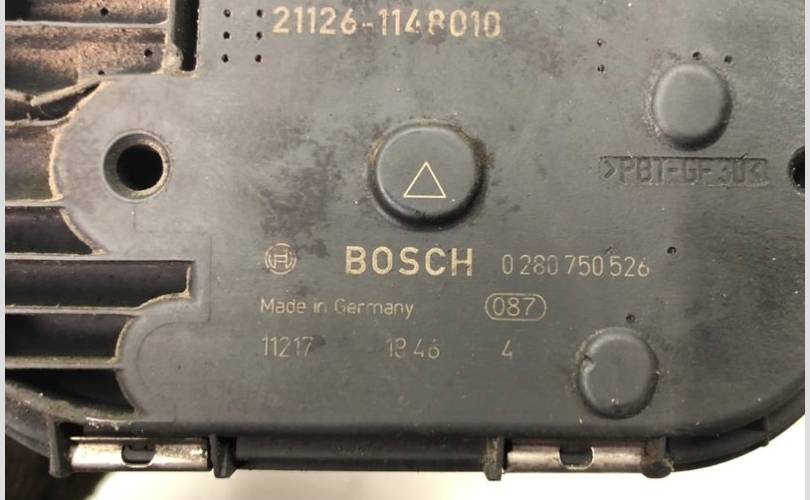 21126-1148010
>PBT-GF30<
BOSCH 0 280 750 526
Made in Germany 087
11217 13 46 4